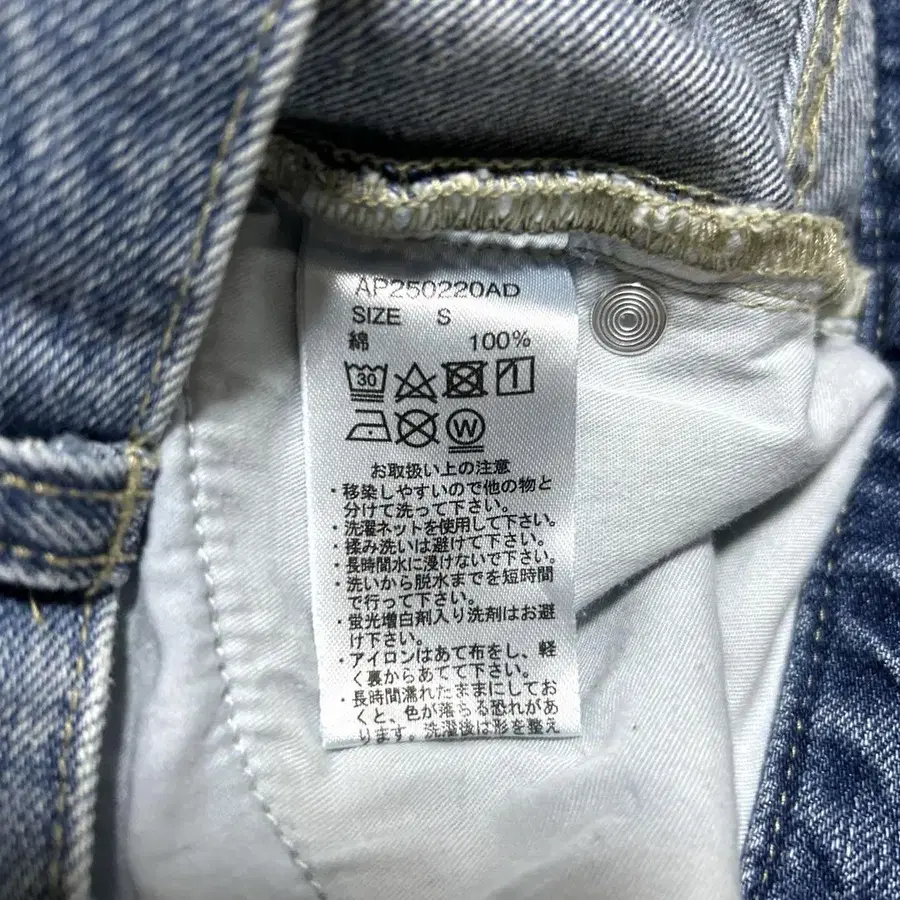 AP250220AD
SIZE S
綿 100%
30
W
お取扱い上の注意
・移染しやすいので他の物と
分けて洗って下さい。
・洗濯ネットを使用して下さい。
・揉み洗いは避けて下さい。
・長時間水に浸けないで下さい。
・洗いから脱水までを短時間
で行って下さい。
・蛍光増白剤入り洗剤はお避
け下さい。
・アイロンはあて布をし、軽
く裏からあてて下さい。
・長時間濡れたままにしてお
くと、色が落ちる恐れがあ
ります。洗濯後は形を整え